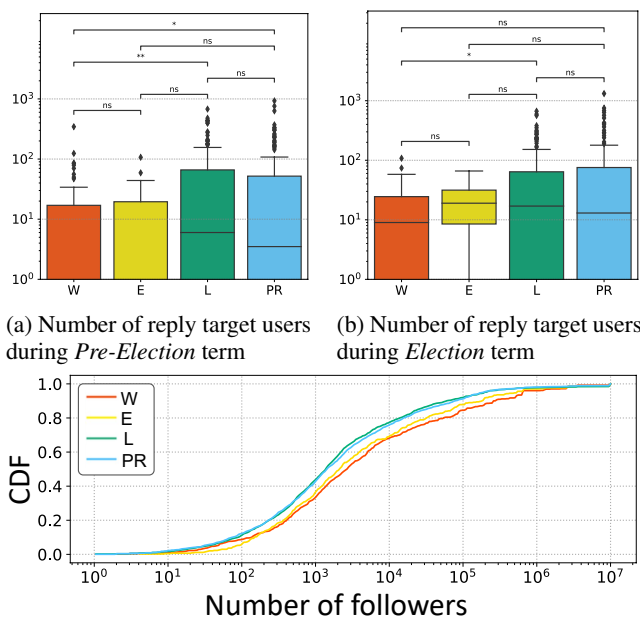 *
ns
**
ns
ns
ns
10³
10²
10¹
10⁰
W
E
L
PR
(a) Number of reply target users
during Pre-Election term
ns
ns
*
ns
ns
ns
10³
10²
10¹
10⁰
W
E
L
PR
(b) Number of reply target users
during Election term
CDF
1.0
0.8
0.6
0.4
0.2
0.0
W
E
L
PR
10⁰
10¹
10²
10³
10⁴
10⁵
10⁶
10⁷
Number of followers